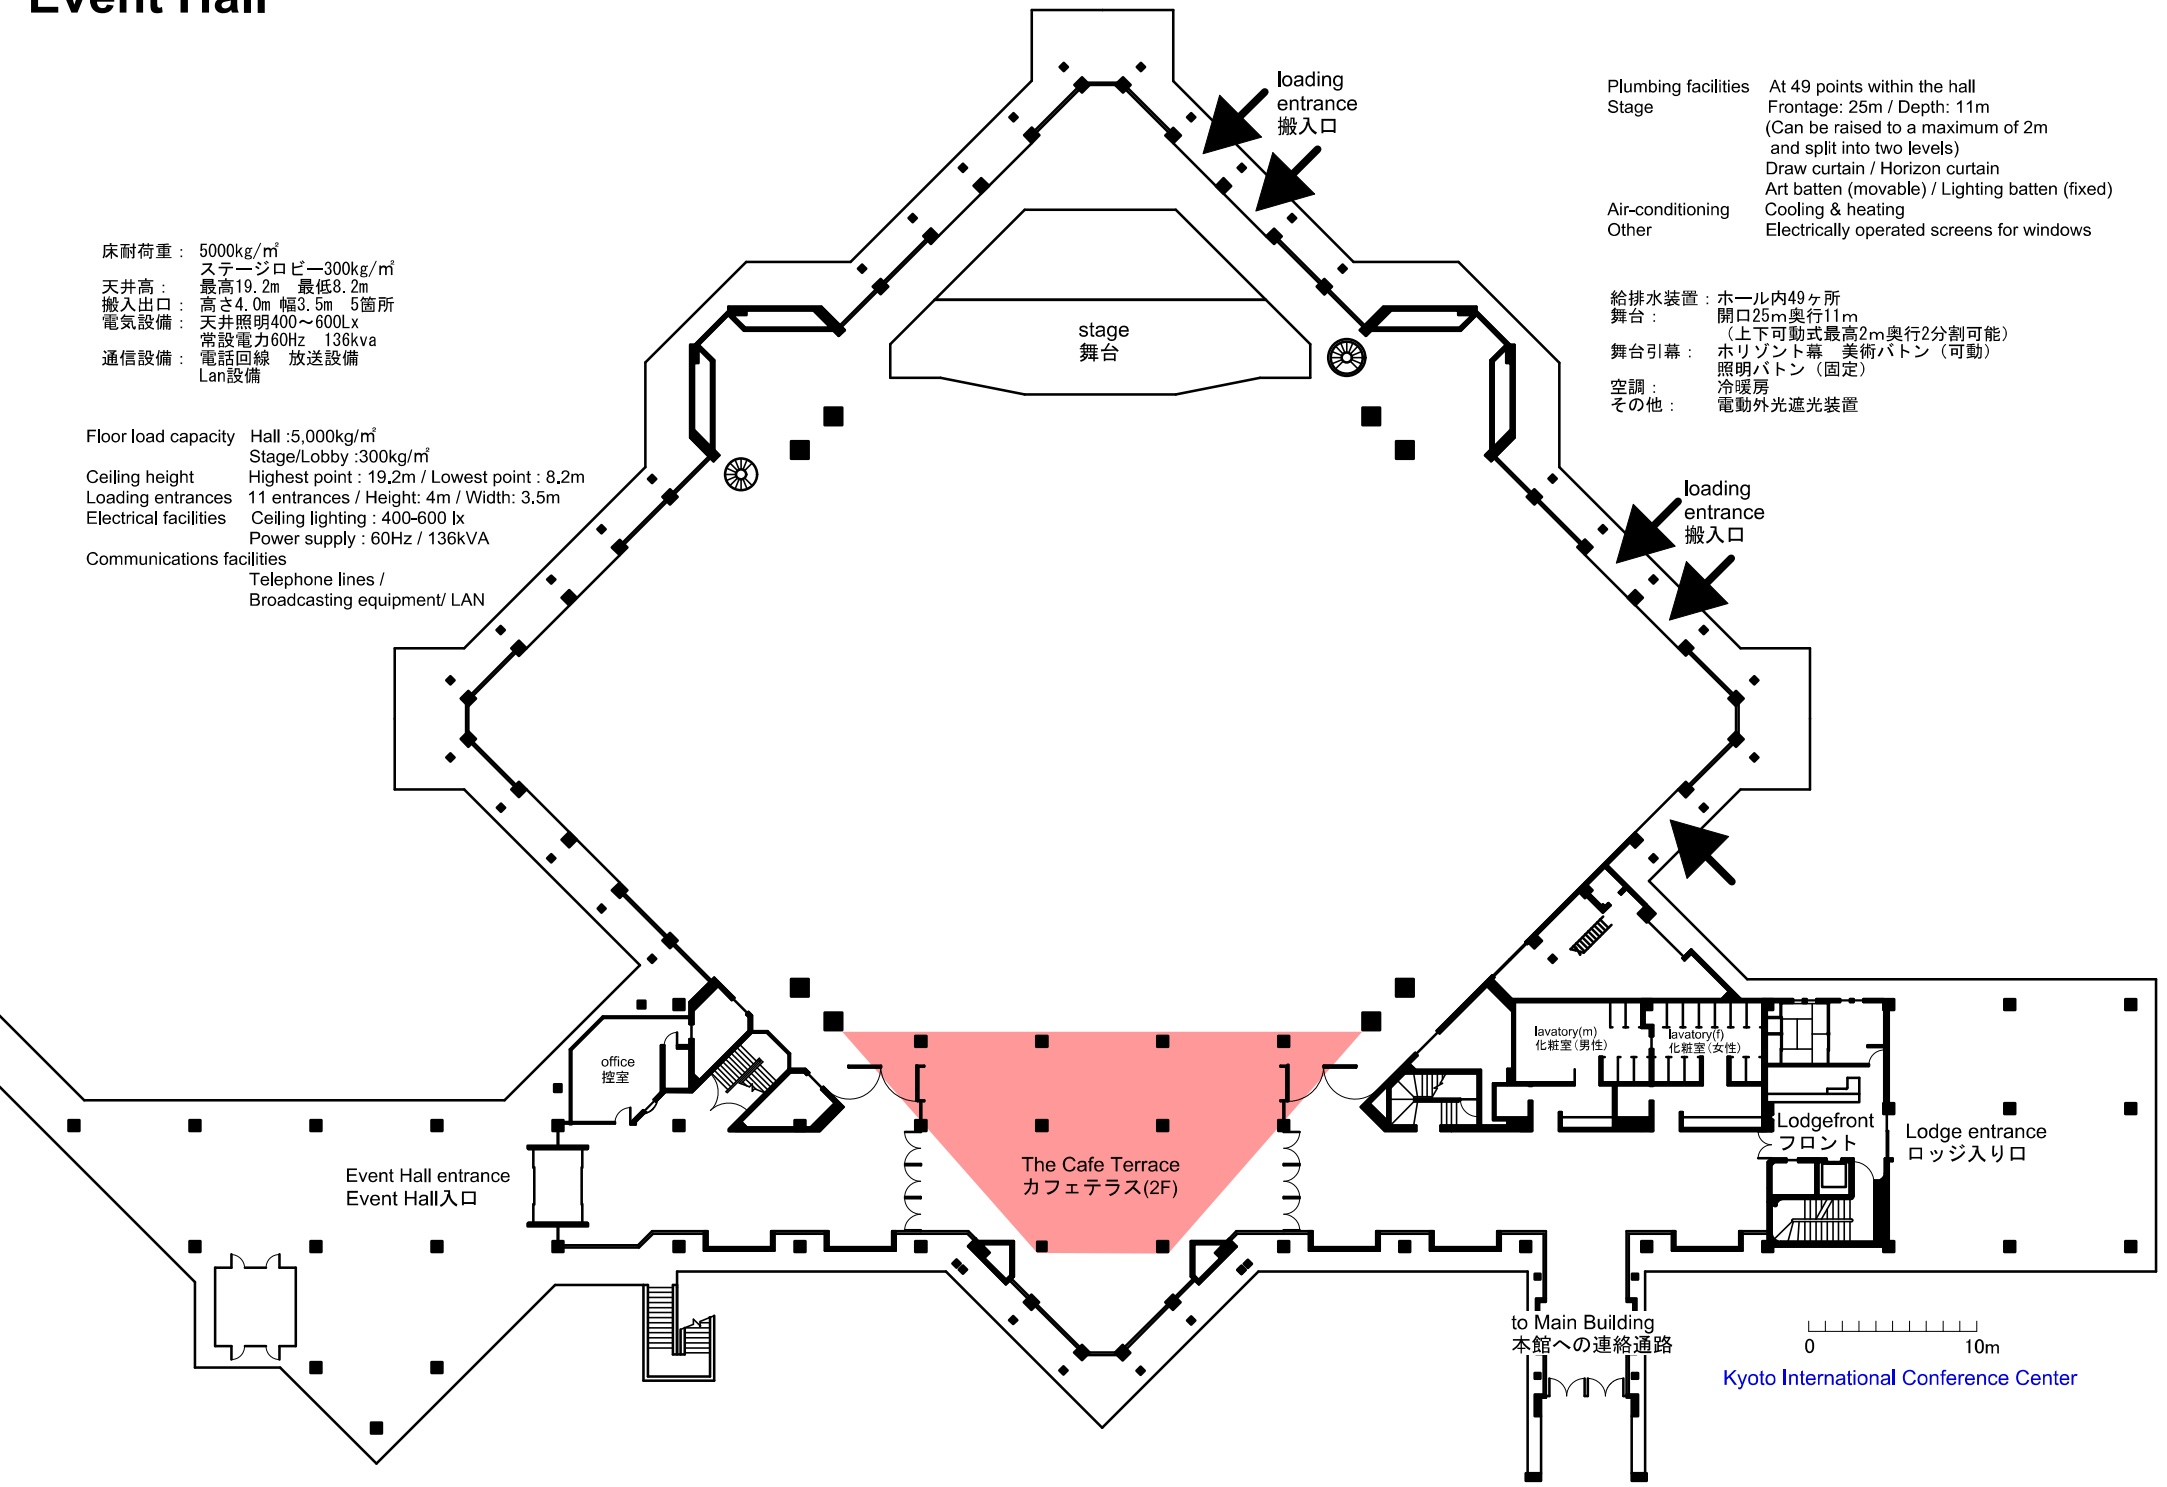 Event Hall
loading
entrance
搬入口
Plumbing facilities At 49 points within the hall
Stage Frontage: 25m / Depth: 11m
(Can be raised to a maximum of 2m
and split into two levels)
Draw curtain / Horizon curtain
Art batten (movable) / Lighting batten (fixed)
Air-conditioning Cooling & heating
Other Electrically operated screens for windows
床耐荷重： 5000kg/㎡
ステージロビー300kg/㎡
天井高： 最高19.2m 最低8.2m
搬入出口： 高さ4.0m 幅3.5m 5箇所
電気設備： 天井照明400～600Lx
常設電力60Hz 136kva
通信設備： 電話回線 放送設備
Lan設備
給排水装置：ホール内49ヶ所
舞台： 開口25m奥行11m
（上下可動式最高2m奥行2分割可能）
舞台引幕： ホリゾント幕 美術バトン（可動）
照明バトン（固定）
空調： 冷暖房
その他： 電動外光遮光装置
stage
舞台
Floor load capacity Hall :5,000kg/㎡
Stage/Lobby :300kg/㎡
Ceiling height Highest point : 19.2m / Lowest point : 8.2m
Loading entrances 11 entrances / Height: 4m / Width: 3.5m
Electrical facilities Ceiling lighting : 400-600 lx
Power supply : 60Hz / 136kVA
Communications facilities
Telephone lines /
Broadcasting equipment/ LAN
loading
entrance
搬入口
office
控室
lavatory(m)
化粧室(男性)
lavatory(f)
化粧室(女性)
Lodgefront
フロント
Lodge entrance
ロッジ入り口
Event Hall entrance
Event Hall入口
The Cafe Terrace
カフェテラス(2F)
to Main Building
本館への連絡通路
0 10m
Kyoto International Conference Center